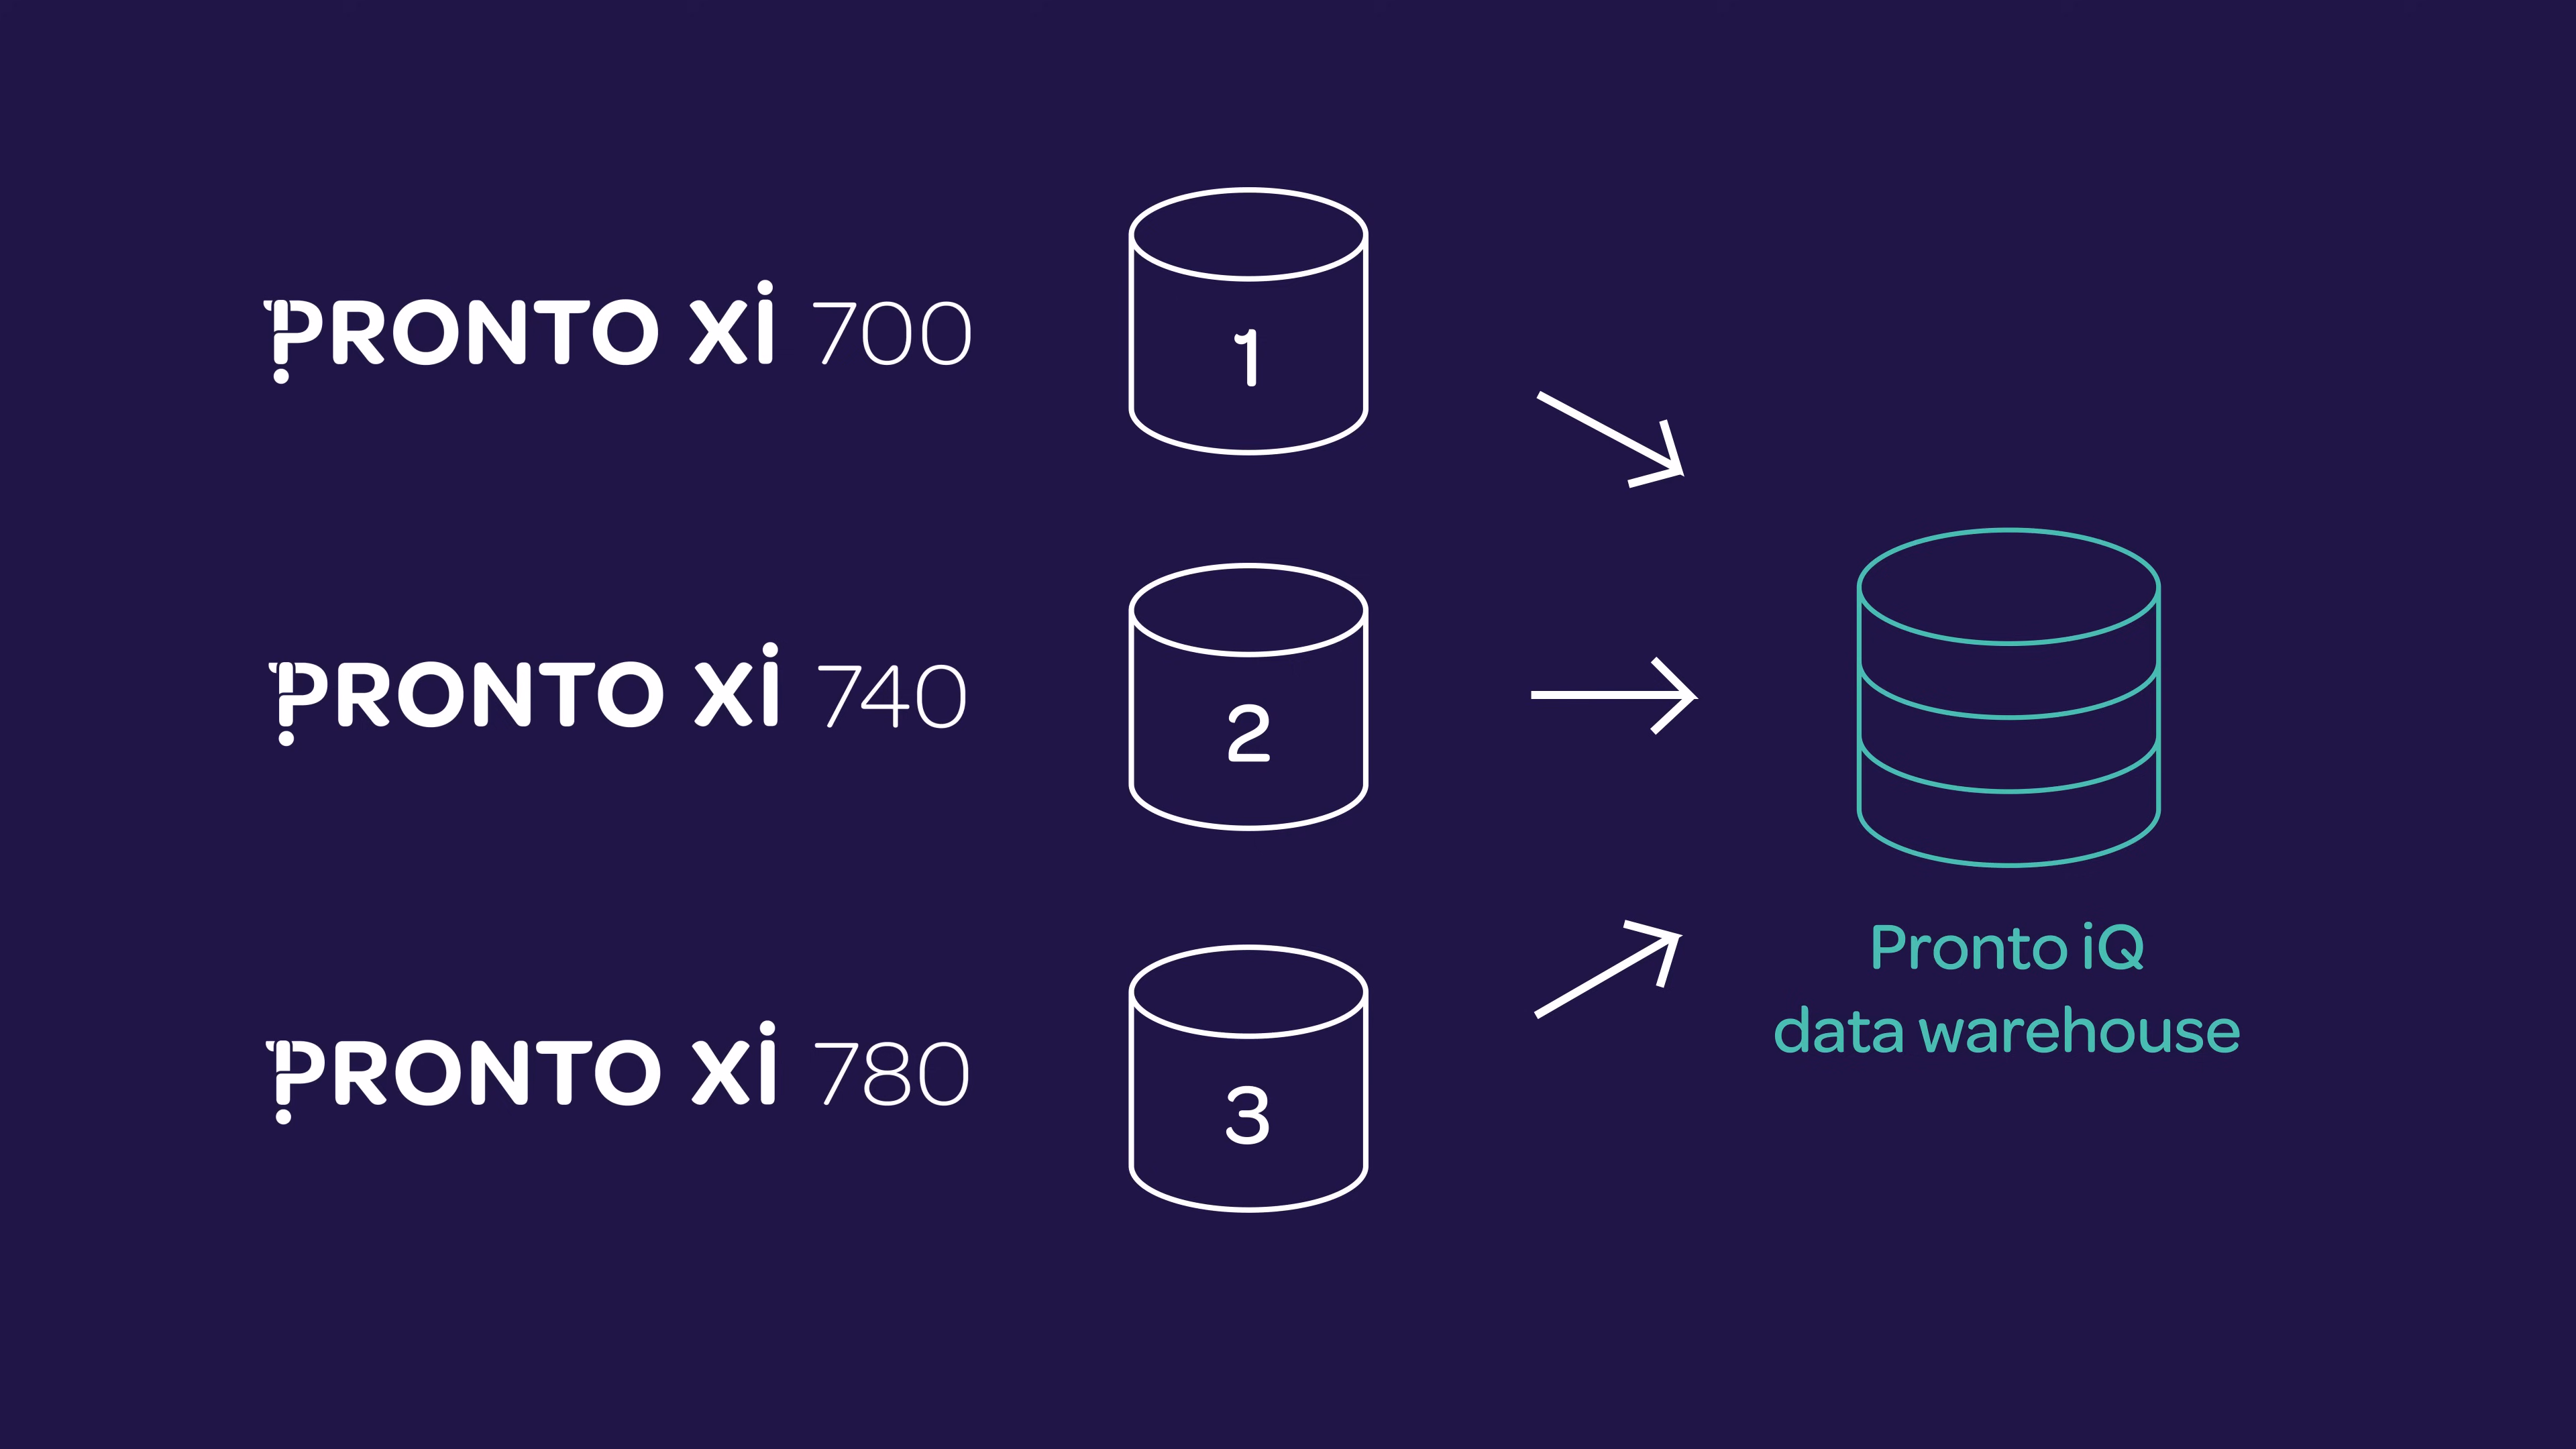 PRONTO Xi 700
1
PRONTO Xi 740
2
PRONTO Xi 780
3
Pronto iQ
data warehouse